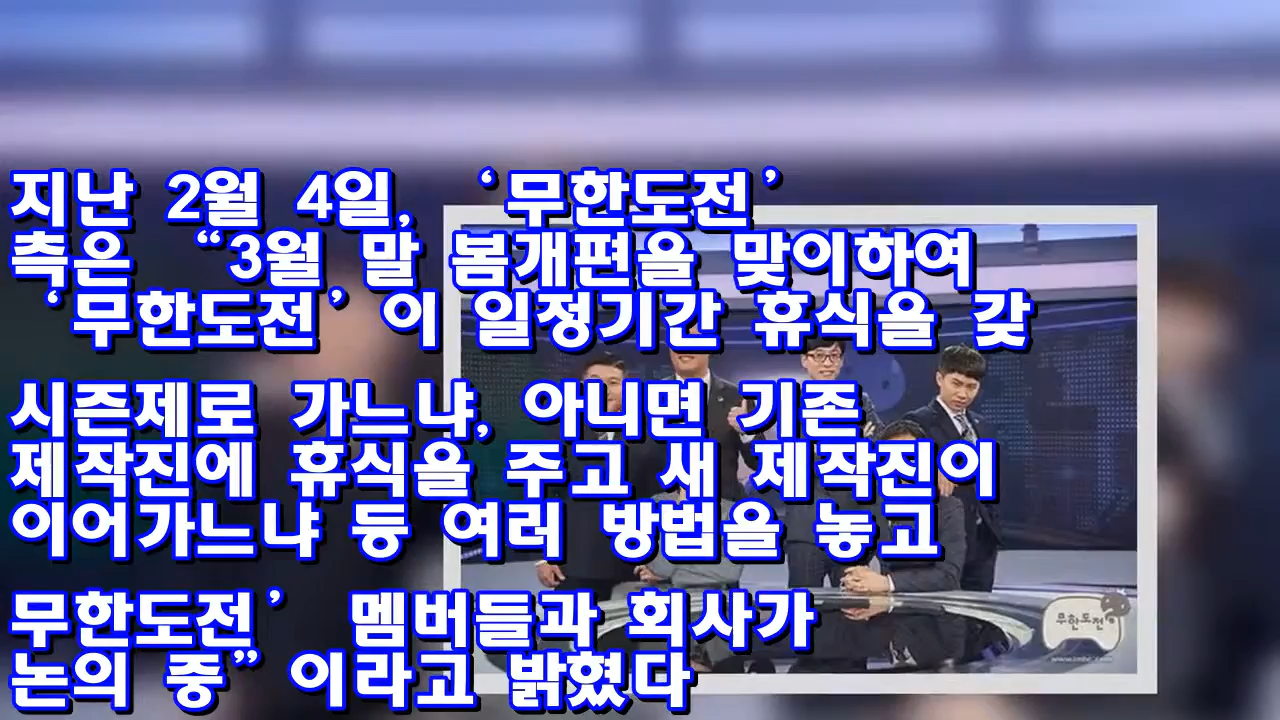 지난 2월 4일, ‘무한도전’
측은 “3월 말 봄개편을 맞이하여
‘무한도전’이 일정기간 휴식을 갖
시즌제로 가느냐, 아니면 기존
제작진에 휴식을 주고 새 제작진이
이어가느냐 등 여러 방법을 놓고
무한도전’ 멤버들과 회사가
논의 중”이라고 밝혔다
무한도전